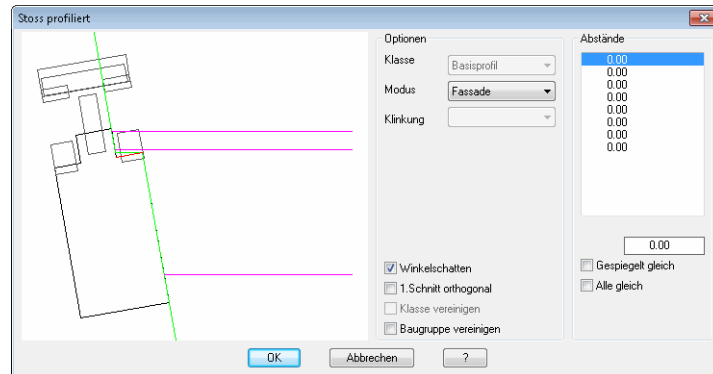 Stoss profiliert
Optionen
Klasse
Basisprofil
Modus
Fassade
Klinkung
Winkelschatten
1.Schnitt orthogonal
Klasse vereinigen
Baugruppe vereinigen
Abstände
0.00
0.00
0.00
0.00
0.00
0.00
0.00
0.00
0.00
Gespiegelt gleich
Alle gleich
OK
Abbrechen
?